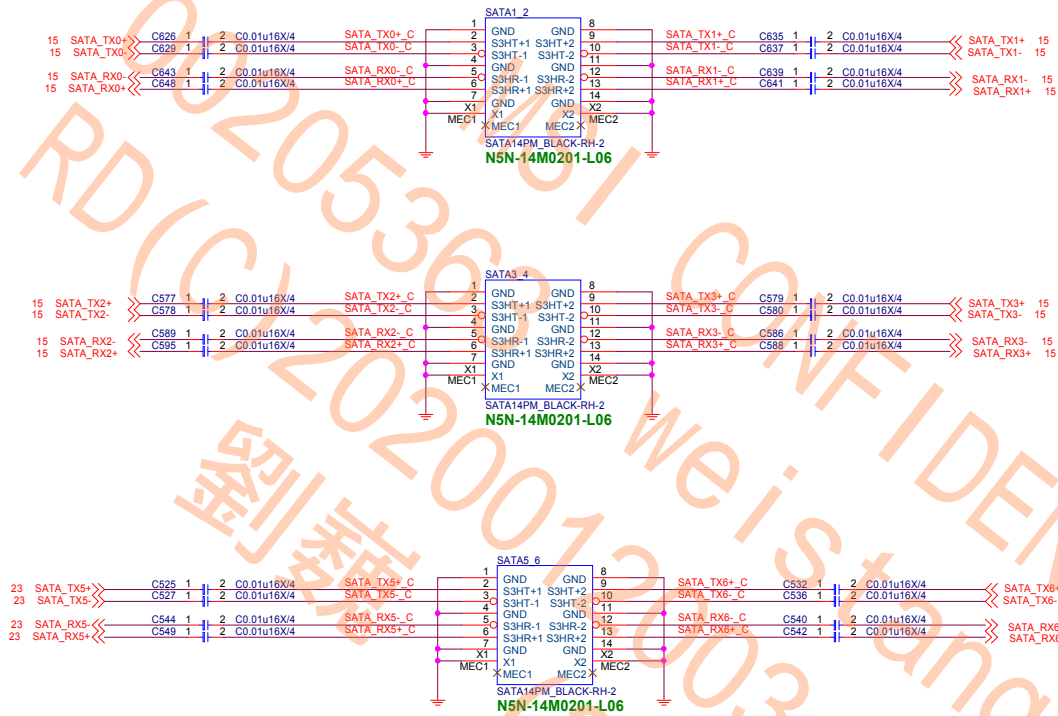 SATA1_2
15 SATA_TX0+ C626 1 2 C0.01u16X/4 SATA_TX0+_C 1 GND GND 8
15 SATA_TX0- C629 1 2 C0.01u16X/4 SATA_TX0-_C 2 S3HT+1 S3HT+2 9 SATA_TX1+_C C635 1 2 C0.01u16X/4 SATA_TX1+ 15
3 S3HT-1 S3HT-2 10 SATA_TX1-_C C637 1 2 C0.01u16X/4 SATA_TX1- 15
4 GND GND 11
15 SATA_RX0- C643 1 2 C0.01u16X/4 SATA_RX0-_C 5 S3HR-1 S3HR-2 12 SATA_RX1-_C C639 1 2 C0.01u16X/4 SATA_RX1- 15
15 SATA_RX0+ C648 1 2 C0.01u16X/4 SATA_RX0+_C 6 S3HR+1 S3HR+2 13 SATA_RX1+_C C641 1 2 C0.01u16X/4 SATA_RX1+ 15
7 GND GND 14
X1 X1 X2 X2
MEC1 MEC1 MEC2 MEC2
SATA14PM_BLACK-RH-2
N5N-14M0201-L06
SATA3_4
1 GND GND 8
15 SATA_TX2+ C577 1 2 C0.01u16X/4 SATA_TX2+_C 2 S3HT+1 S3HT+2 9 SATA_TX3+_C C579 1 2 C0.01u16X/4 SATA_TX3+ 15
15 SATA_TX2- C578 1 2 C0.01u16X/4 SATA_TX2-_C 3 S3HT-1 S3HT-2 10 SATA_TX3-_C C580 1 2 C0.01u16X/4 SATA_TX3- 15
4 GND GND 11
15 SATA_RX2- C589 1 2 C0.01u16X/4 SATA_RX2-_C 5 S3HR-1 S3HR-2 12 SATA_RX3-_C C586 1 2 C0.01u16X/4 SATA_RX3- 15
15 SATA_RX2+ C595 1 2 C0.01u16X/4 SATA_RX2+_C 6 S3HR+1 S3HR+2 13 SATA_RX3+_C C588 1 2 C0.01u16X/4 SATA_RX3+ 15
7 GND GND 14
X1 X1 X2 X2
MEC1 MEC1 MEC2 MEC2
SATA14PM_BLACK-RH-2
N5N-14M0201-L06
SATA5_6
1 GND GND 8
23 SATA_TX5+ C525 1 2 C0.01u16X/4 SATA_TX5+_C 2 S3HT+1 S3HT+2 9 SATA_TX6+_C C532 1 2 C0.01u16X/4 SATA_TX6+
23 SATA_TX5- C527 1 2 C0.01u16X/4 SATA_TX5-_C 3 S3HT-1 S3HT-2 10 SATA_TX6-_C C536 1 2 C0.01u16X/4 SATA_TX6-
4 GND GND 11
23 SATA_RX5- C544 1 2 C0.01u16X/4 SATA_RX5-_C 5 S3HR-1 S3HR-2 12 SATA_RX6-_C C540 1 2 C0.01u16X/4 SATA_RX6
23 SATA_RX5+ C549 1 2 C0.01u16X/4 SATA_RX5+_C 6 S3HR+1 S3HR+2 13 SATA_RX6+_C C542 1 2 C0.01u16X/4 SATA_RX6
7 GND GND 14
X1 X1 X2 X2
MEC1 MEC1 MEC2 MEC2
SATA14PM_BLACK-RH-2
N5N-14M0201-L06
MSI CONFIDEN
weistang
RD(C)2020012003
劉巍